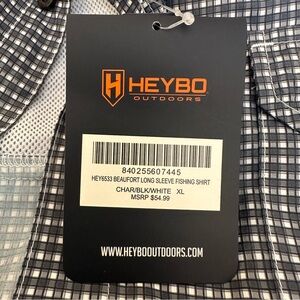 HEYBO
OUTDOORS
840255607445
HEY6533 BEAUFORT LONG SLEEVE FISHING SHIRT
CHAR/BLK/WHITE XL
MSRP $54.99
WWW.HEYBOOUTDOORS.COM